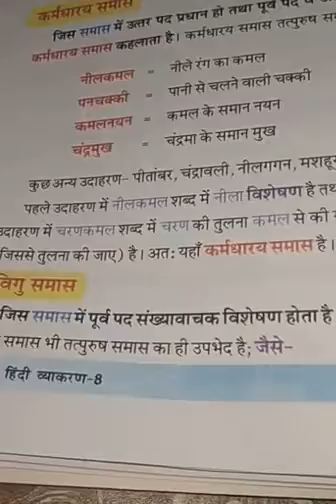 कर्मधारय समास
जिस समास में उत्तर पद प्रधान हो तथा पूर्व पद व
कर्मधारय समास कहलाता है। कर्मधारय समास तत्पुरुष
नीलकमल = नीले रंग का कमल
पनचक्की = पानी से चलने वाली चक्की
कमलनयन = कमल के समान नयन
चंद्रमुख = चंद्रमा के समान मुख
कुछ अन्य उदाहरण- पीतांबर, चंद्रावली, नीलगगन,
पहले उदाहरण में नीलकमल शब्द में नीला विशेषण है
उदाहरण में चरणकमल शब्द में चरण की तुलना कमल से की
जिससे तुलना की जाए) है। अतः यहाँ कर्मधारय समास है।
विगु समास
जिस समास में पूर्व पद संख्यावाचक विशेषण होता है
समास भी तत्पुरुष समास का ही उपभेद है; जैसे-
हिंदी व्याकरण-8